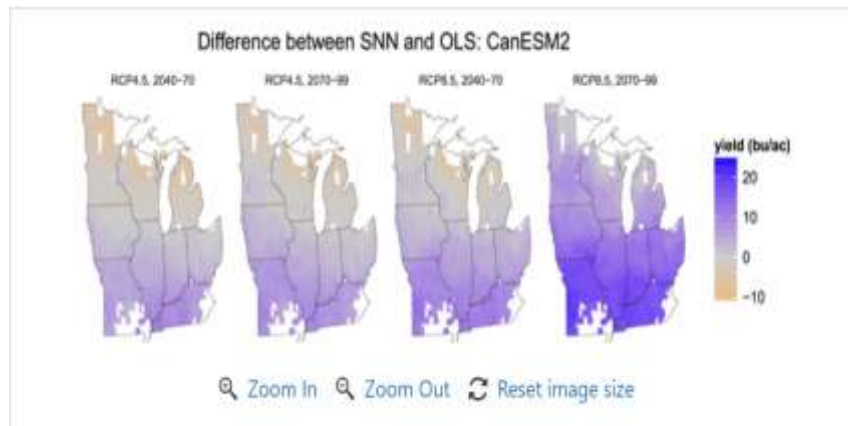 Difference between SNN and OLS: CanESM2
RCP4.5, 2040-70 RCP4.5, 2070-99 RCP8.5, 2040-70 RCP8.5, 2070-99
yield (bu/ac)
20
10
0
-10
Zoom In Zoom Out Reset image size